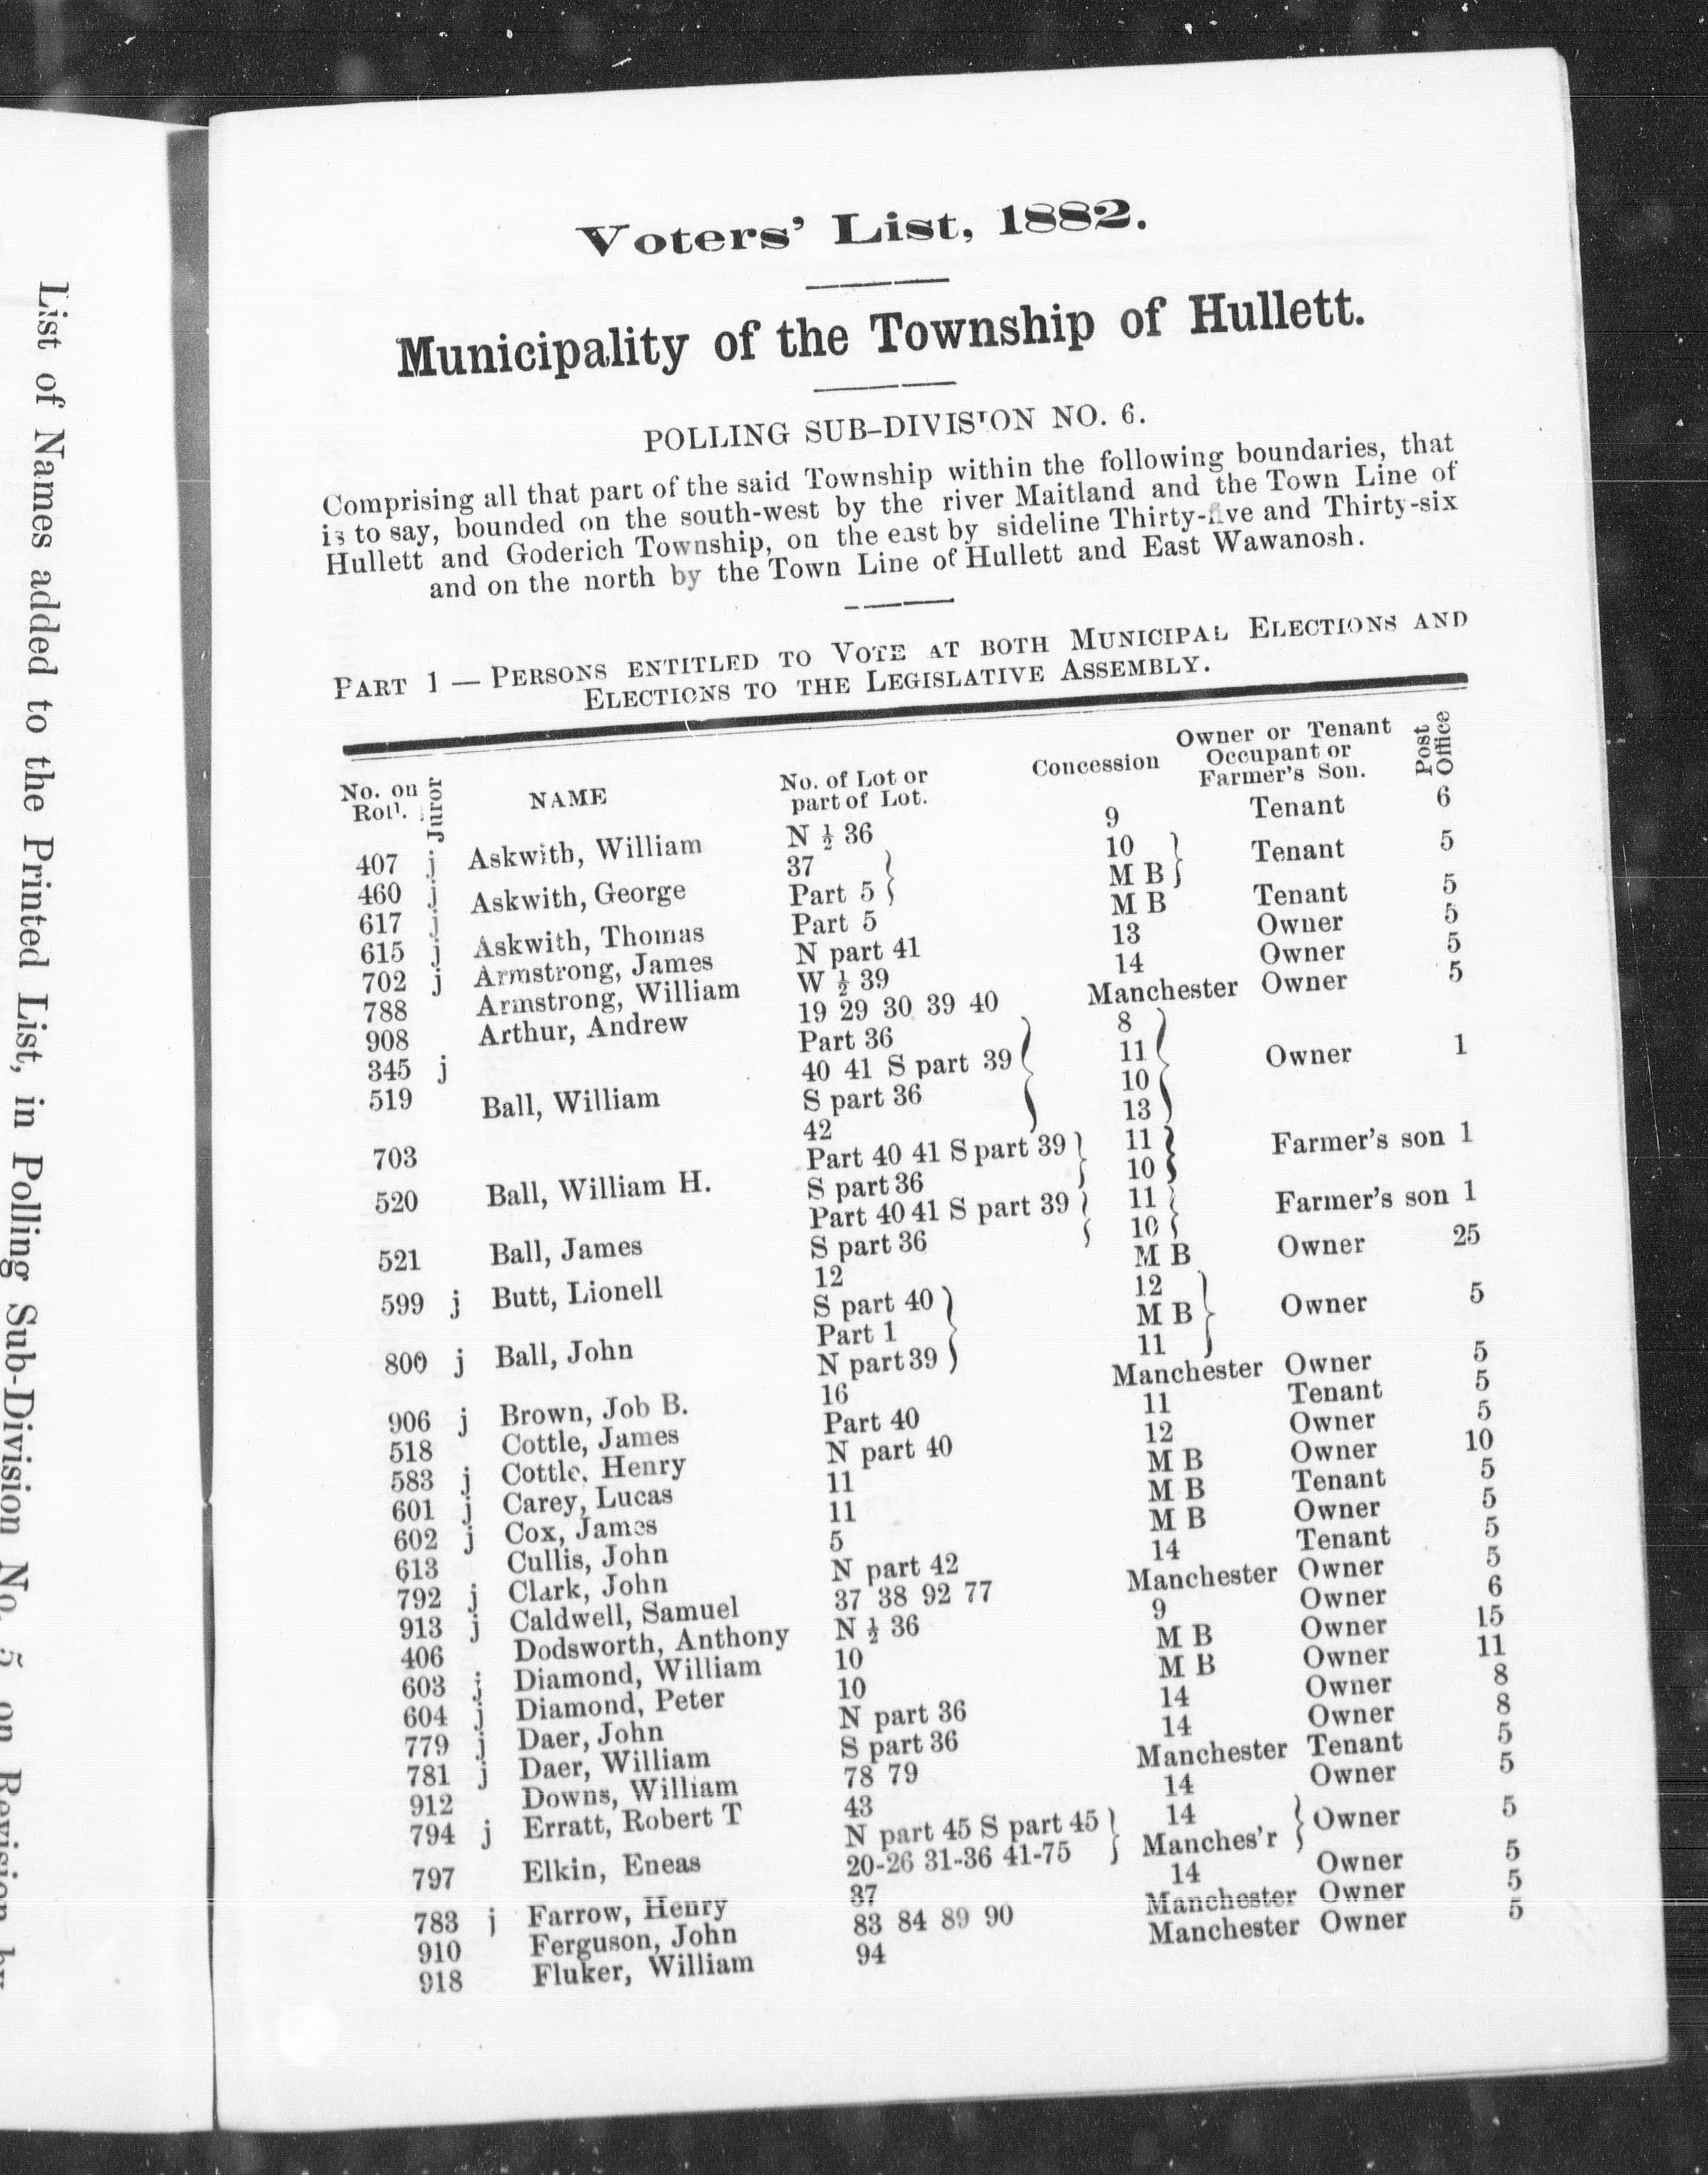 List of Names added to the Printed List, in Polling Sub-Division No. 5 on Revision by
Voters' List, 1882.
Municipality of the Township of Hullett.
POLLING SUB-DIVISION NO. 6.
Comprising all that part of the said Township within the following boundaries, that
is to say, bounded on the south-west by the river Maitland and the Town Line of
Hullett and Goderich Township, on the east by sideline Thirty-five and Thirty-six
and on the north by the Town Line of Hullett and East Wawanosh.
PART 1 — PERSONS ENTITLED TO VOTE AT BOTH MUNICIPAL ELECTIONS AND
ELECTIONS TO THE LEGISLATIVE ASSEMBLY.
No. on Roll. Juror NAME No. of Lot or part of Lot. Concession Owner or Tenant Occupant or Farmer's Son. Post Office
407 j Askwith, William N ½ 36 9 Tenant 6
460 j Askwith, George 37 10 Tenant 5
617 j Part 5 M B
615 j Askwith, Thomas Part 5 M B Tenant 5
702 j Armstrong, James N part 41 13 Owner 5
788 Armstrong, William W ½ 39 14 Owner 5
908 Arthur, Andrew 19 29 30 39 40 Manchester Owner 5
345 j Part 36 8
519 Ball, William 40 41 S part 39 11 Owner 1
S part 36 10
703 42 13
520 Ball, William H. Part 40 41 S part 39 11 Farmer's son 1
S part 36 10
521 Ball, James Part 40 41 S part 39 11 Farmer's son 1
S part 36 10
599 j Butt, Lionell 12 M B Owner 25
S part 40 12
800 j Ball, John Part 1 M B Owner 5
N part 39 11
906 j Brown, Job B. 16 Manchester Owner 5
518 Cottle, James Part 40 11 Tenant 5
583 j Cottle, Henry N part 40 12 Owner 5
601 j Carey, Lucas 11 M B Owner 10
602 j Cox, James 11 M B Tenant 5
613 Cullis, John 5 M B Owner 5
792 j Clark, John N part 42 14 Tenant 5
913 j Caldwell, Samuel 37 38 92 77 Manchester Owner 5
406 Dodsworth, Anthony N ½ 36 9 Owner 6
603 j Diamond, William 10 M B Owner 15
604 j Diamond, Peter 10 M B Owner 11
779 j Daer, John N part 36 14 Owner 8
781 j Daer, William S part 36 14 Owner 8
912 Downs, William 78 79 Manchester Tenant 5
794 j Erratt, Robert T 43 14 Owner 5
797 Elkin, Eneas N part 45 S part 45 14 Owner 5
20-26 31-36 41-75 Manches'r
783 j Farrow, Henry 37 14 Owner 5
910 Ferguson, John 83 84 89 90 Manchester Owner 5
918 Fluker, William 94 Manchester Owner 5